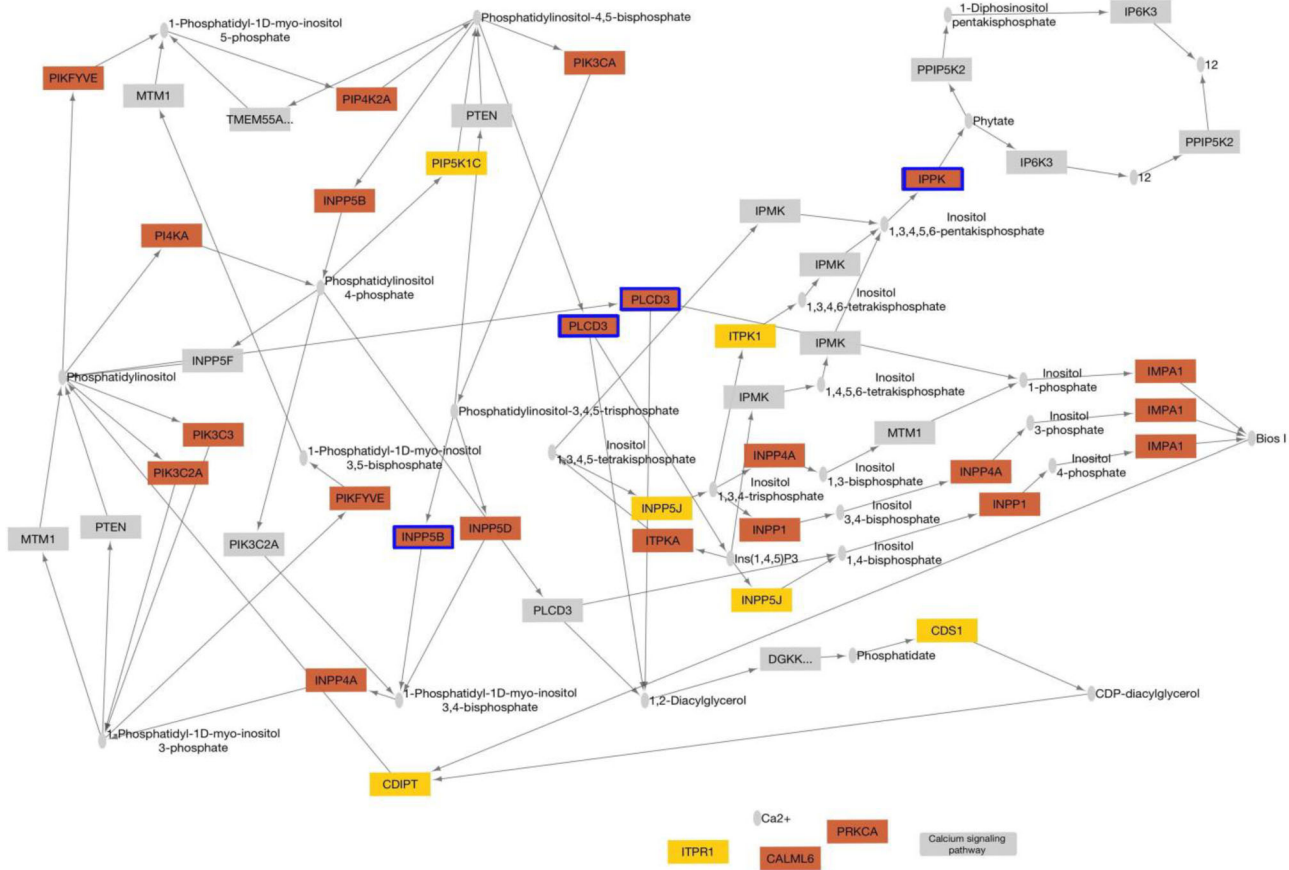 1-Diphosinositol
pentakisphosphate
IP6K3
1-Phosphatidyl-1D-myo-inositol
5-phosphate
Phosphatidylinositol-4,5-bisphosphate
PIKFYVE
MTM1
TMEM55A...
PIP4K2A
PTEN
PIK3CA
PPIP5K2
12
Phytate
PPIP5K2
IP6K3
12
PIP5K1C
IPPK
INPP5B
IPMK
Inositol
1,3,4,5,6-pentakisphosphate
PI4KA
IPMK
Phosphatidylinositol
4-phosphate
PLCD3
PLCD3
Inositol
1,3,4,6-tetrakisphosphate
ITPK1
IPMK
INPP5F
Phosphatidylinositol
Inositol
1,4,5,6-tetrakisphosphate
Inositol
1-phosphate
IMPA1
IPMK
Phosphatidylinositol-3,4,5-trisphosphate
PIK3C3
MTM1
Inositol
3-phosphate
IMPA1
Bios I
IMPA1
1-Phosphatidyl-1D-myo-inositol
3,5-bisphosphate
Inositol
1,3,4,5-tetrakisphosphate
INPP4A
Inositol
1,3-bisphosphate
INPP4A
Inositol
4-phosphate
PIK3C2A
PIKFYVE
INPP5J
Inositol
1,3,4-trisphosphate
INPP1
Inositol
3,4-bisphosphate
INPP1
MTM1
PTEN
PIK3C2A
INPP5B
INPP5D
ITPKA
Ins(1,4,5)P3
Inositol
1,4-bisphosphate
INPP5J
PLCD3
CDS1
DGKK...
Phosphatidate
INPP4A
1-Phosphatidyl-1D-myo-inositol
3,4-bisphosphate
1,2-Diacylglycerol
CDP-diacylglycerol
1-Phosphatidyl-1D-myo-inositol
3-phosphate
CDIPT
Ca2+
PRKCA
ITPR1
CALML6
Calcium signaling
pathway